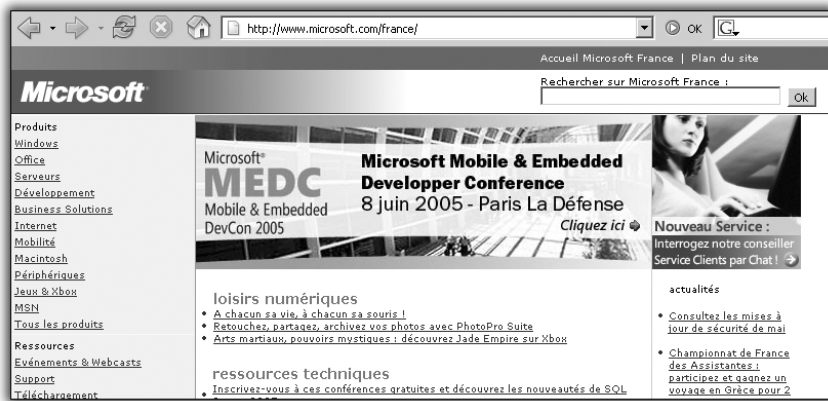 http://www.microsoft.com/france/
OK
G
Accueil Microsoft France | Plan du site
Microsoft
Rechercher sur Microsoft France :
Ok
Produits
Windows
Office
Serveurs
Développement
Business Solutions
Internet
Mobilité
Macintosh
Périphériques
Jeux & Xbox
MSN
Tous les produits
Ressources
Evénements & Webcasts
Support
Téléchargement
Microsoft®
MEDC
Mobile & Embedded
DevCon 2005
Microsoft Mobile & Embedded
Developper Conference
8 juin 2005 - Paris La Défense
Cliquez ici
Nouveau Service :
Interrogez notre conseiller
Service Clients par Chat !
loisirs numériques
• A chacun sa vie, à chacun sa souris !
• Retouchez, partagez, archivez vos photos avec PhotoPro Suite
• Arts martiaux, pouvoirs mystiques : découvrez Jade Empire sur Xbox
ressources techniques
• Inscrivez-vous à ces conférences gratuites et découvrez les nouveautés de SQL
actualités
• Consultez les mises à
jour de sécurité de mai
• Championnat de France
des Assistantes :
participez et gagnez un
voyage en Grèce pour 2